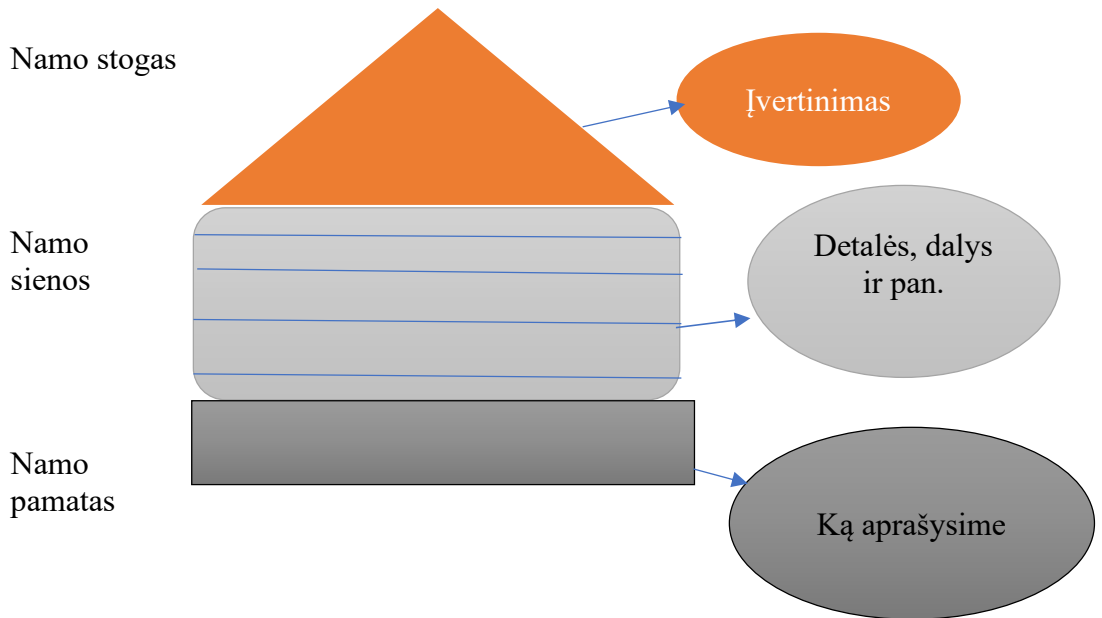 Namo stogas
Įvertinimas
Namo
sienos
Detalės, dalys
ir pan.
Namo
pamatas
Ką aprašysime